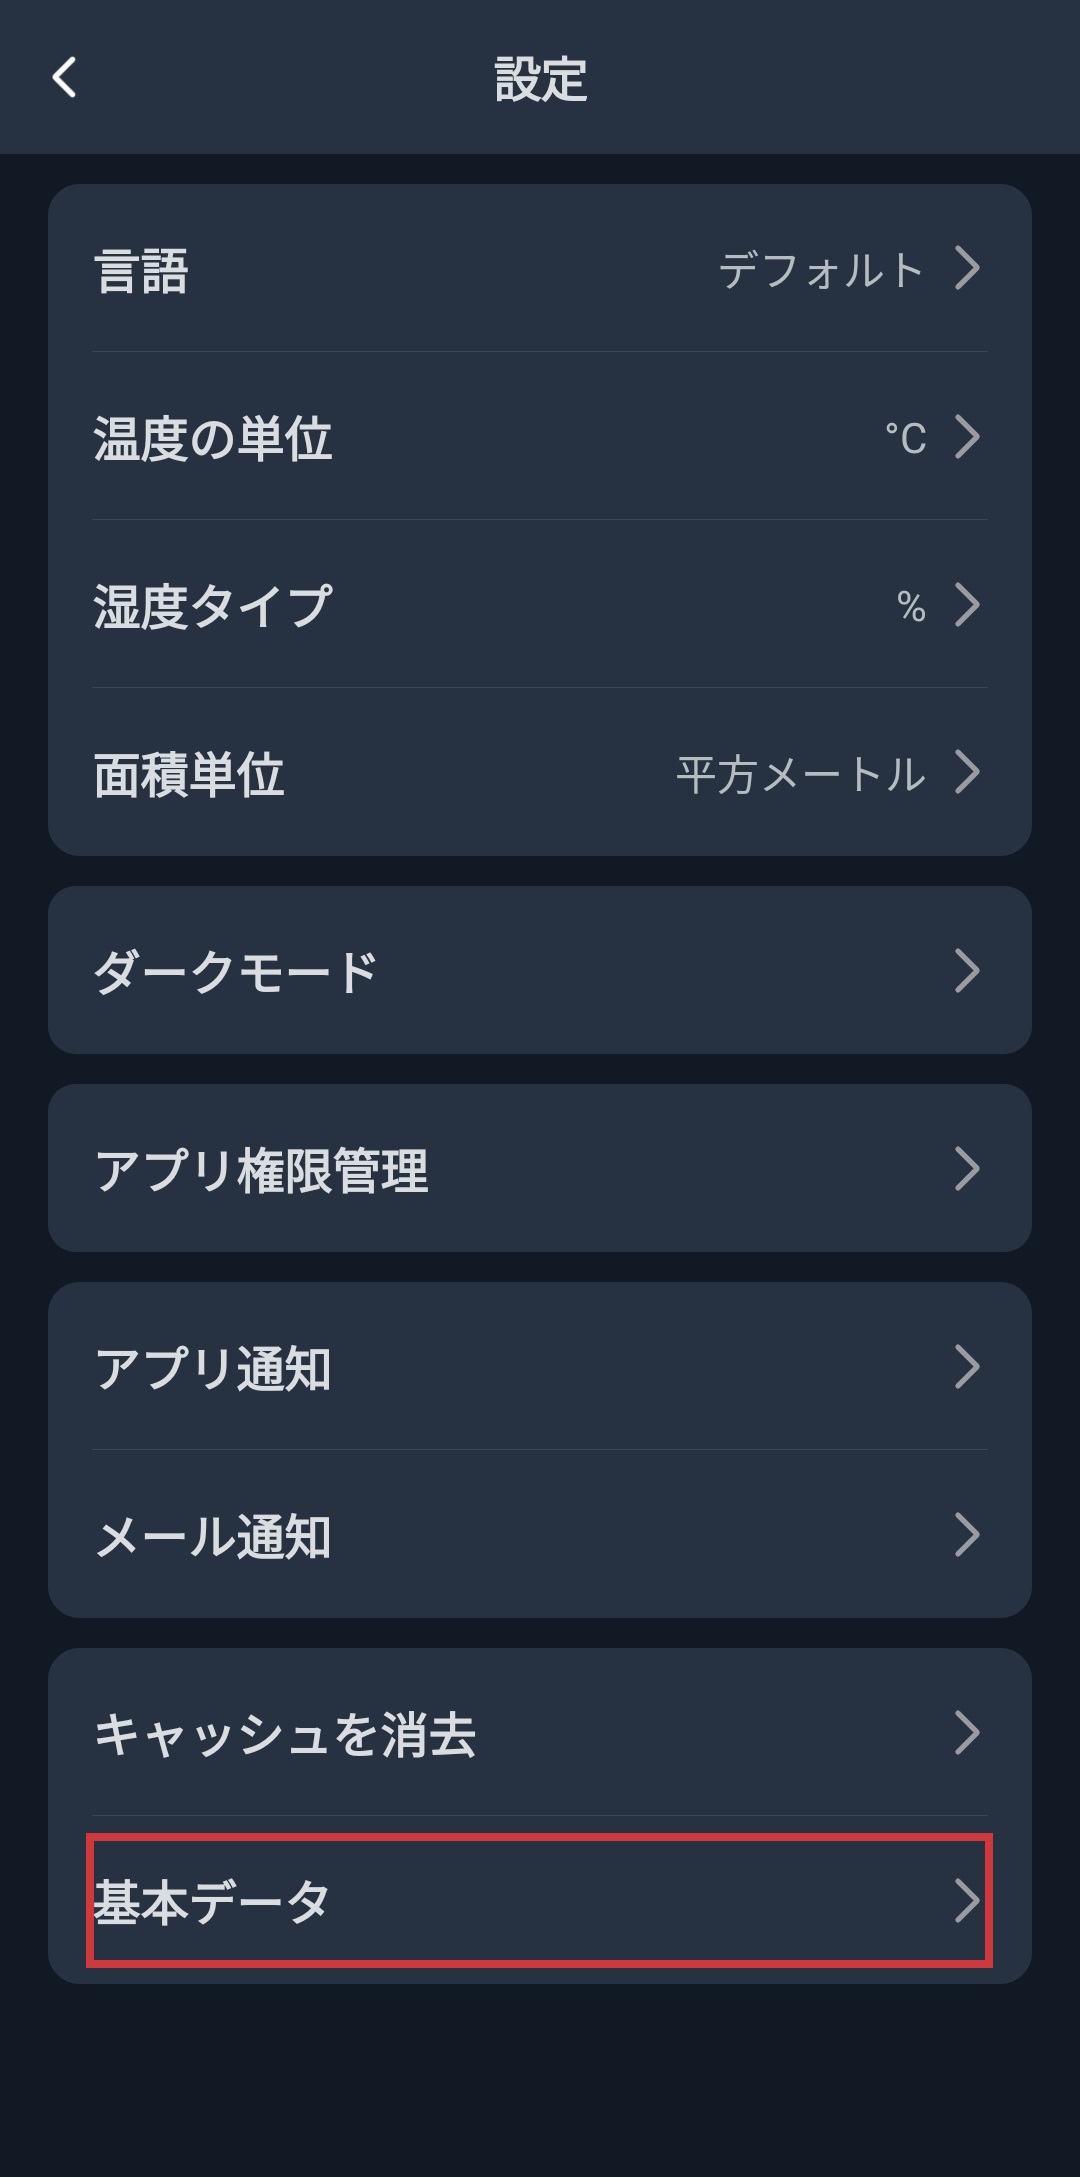 設定
言語 デフォルト
温度の単位 °C
湿度タイプ %
面積単位 平方メートル
ダークモード
アプリ権限管理
アプリ通知
メール通知
キャッシュを消去
基本データ